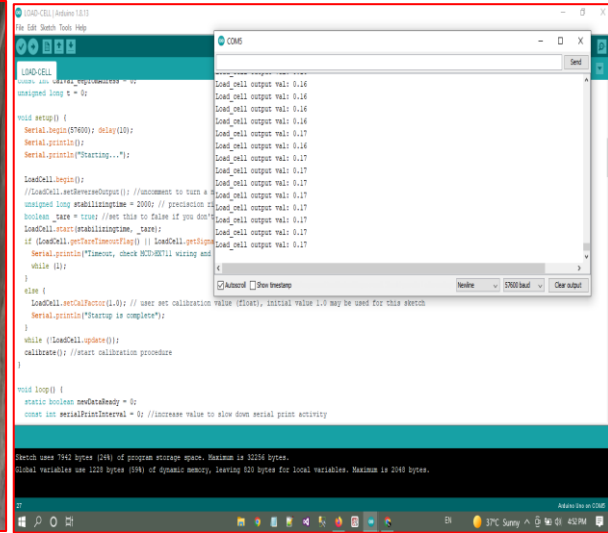 LOAD-CELL | Arduino 1.8.13
File Edit Sketch Tools Help
LOAD-CELL
unsigned long t = 0;
void setup() {
Serial.begin(57600); delay(10);
Serial.println();
Serial.println("Starting...");
LoadCell.begin();
//LoadCell.setReverseOutput(); //uncomment to turn a
unsigned long stabilizingtime = 2000; // precision
boolean _tare = true; //set this to false if you don't
LoadCell.start(stabilizingtime, _tare);
if (LoadCell.getTareTimeoutFlag() || LoadCell.getSigna
Serial.println("Timeout, check MCU>HX711 wiring and
while (1);
}
else {
LoadCell.setCalFactor(1.0); // user set calibration value (float), initial value 1.0 may be used for this sketch
Serial.println("Startup is complete");
}
while (!LoadCell.update());
calibrate(); //start calibration procedure
}
void loop() {
static boolean newDataReady = 0;
const int serialPrintInterval = 0; //increase value to slow down serial print activity
COM5
Send
Load_cell output val: 0.16
Load_cell output val: 0.16
Load_cell output val: 0.16
Load_cell output val: 0.16
Load_cell output val: 0.17
Load_cell output val: 0.16
Load_cell output val: 0.17
Load_cell output val: 0.17
Load_cell output val: 0.17
Load_cell output val: 0.17
Load_cell output val: 0.17
Load_cell output val: 0.17
Load_cell output val: 0.17
Load_cell output val: 0.17
Autoscroll Show timestamp
Newline 57600 baud Clear output
Sketch uses 7942 bytes (24%) of program storage space. Maximum is 32256 bytes.
Global variables use 1228 bytes (59%) of dynamic memory, leaving 820 bytes for local variables. Maximum is 2048 bytes.
27
Arduino Uno on COM5
EN 37°C Sunny 4:52 PM